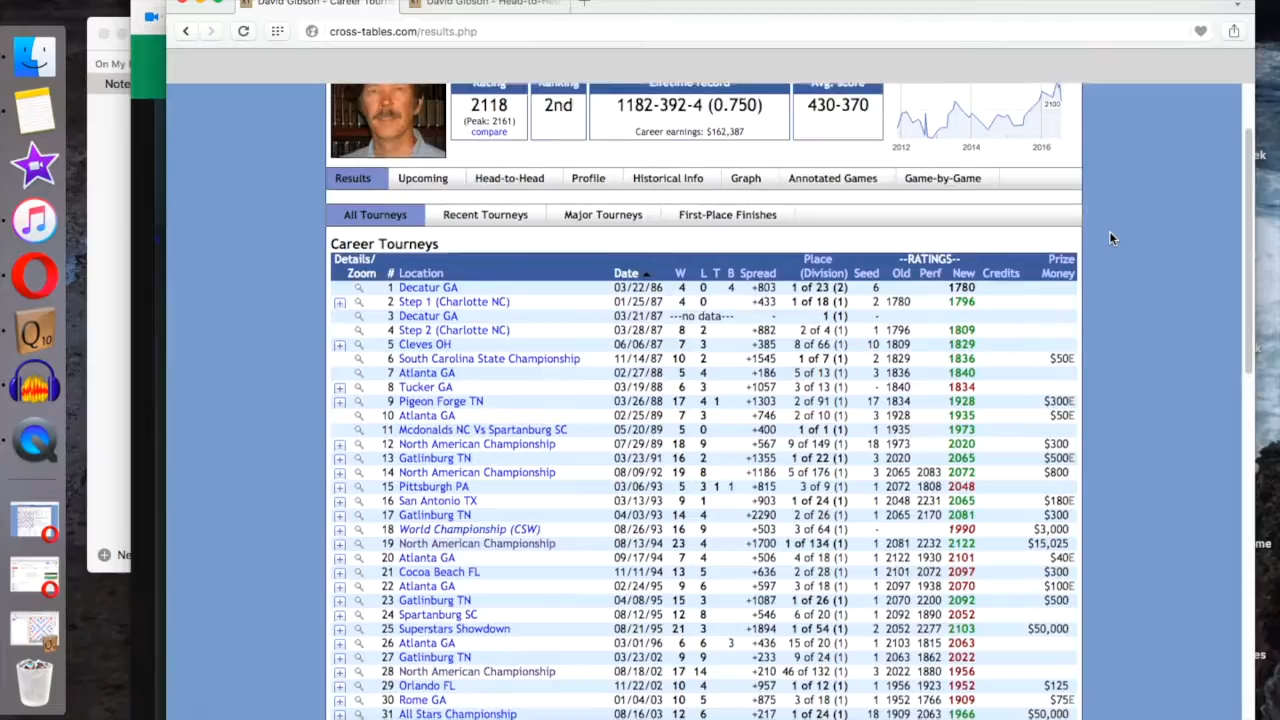 David Gibson - Career Tourn
David Gibson - Head-to-He
cross-tables.com/results.php
On My
Note
Rating Ranking Lifetime record Avg. score
2118 2nd 1182-392-4 (0.750) 430-370
(Peak: 2161)
compare
Career earnings: $162,387
2100
2012 2014 2016
Results Upcoming Head-to-Head Profile Historical Info Graph Annotated Games Game-by-Game
All Tourneys Recent Tourneys Major Tourneys First-Place Finishes
Career Tourneys
Details/ Place --RATINGS-- Prize
Zoom # Location Date W L T B Spread (Division) Seed Old Perf New Credits Money
1 Decatur GA 03/22/86 4 0 4 +803 1 of 23 (2) 6 1780
2 Step 1 (Charlotte NC) 01/25/87 4 0 +433 1 of 18 (1) 2 1780 1796
3 Decatur GA 03/21/87 ---no data--- - 1 (1) -
4 Step 2 (Charlotte NC) 03/28/87 8 2 +882 2 of 4 (1) 1 1796 1809
5 Cleves OH 06/06/87 7 3 +385 8 of 66 (1) 10 1809 1829
6 South Carolina State Championship 11/14/87 10 2 +1545 1 of 7 (1) 2 1829 1836 $50E
7 Atlanta GA 02/27/88 5 4 +186 5 of 13 (1) 3 1836 1840
8 Tucker GA 03/19/88 6 3 +1057 3 of 13 (1) - 1840 1834
9 Pigeon Forge TN 03/26/88 17 4 1 +1303 2 of 91 (1) 17 1834 1928 $300E
10 Atlanta GA 02/25/89 7 3 +746 2 of 10 (1) 3 1928 1935 $50E
11 Mcdonalds NC Vs Spartanburg SC 05/20/89 5 0 +400 1 of 1 (1) 1 1935 1973
12 North American Championship 07/29/89 18 9 +567 9 of 149 (1) 18 1973 2020 $300
13 Gatlinburg TN 03/23/91 16 2 +1355 1 of 22 (1) 3 2020 2065 $500E
14 North American Championship 08/09/92 19 8 +1186 5 of 176 (1) 3 2065 2083 2072 $800
15 Pittsburgh PA 03/06/93 5 3 1 1 +815 3 of 9 (1) 1 2072 1808 2048
16 San Antonio TX 03/13/93 9 1 +903 1 of 24 (1) 1 2048 2231 2065 $180E
17 Gatlinburg TN 04/03/93 14 4 +2290 2 of 26 (1) 1 2065 2170 2081 $300
18 World Championship (CSW) 08/26/93 16 9 +503 3 of 64 (1) - 1990 $3,000
19 North American Championship 08/13/94 23 4 +1700 1 of 134 (1) 1 2081 2232 2122 $15,025
20 Atlanta GA 09/17/94 7 4 +506 4 of 18 (1) 1 2122 1930 2101 $40E
21 Cocoa Beach FL 11/11/94 13 5 +636 2 of 28 (1) 1 2101 2072 2097 $300
22 Atlanta GA 02/24/95 9 6 +597 3 of 18 (1) 1 2097 1938 2070 $100E
23 Gatlinburg TN 04/08/95 15 3 +1087 1 of 26 (1) 1 2070 2200 2092 $500
24 Spartanburg SC 08/12/95 12 8 +546 6 of 20 (1) 1 2092 1890 2052
25 Superstars Showdown 08/21/95 21 3 +1894 1 of 54 (1) 2 2052 2277 2103 $50,000
26 Atlanta GA 01/20/02 6 6 3 +436 15 of 20 (1) 1 2103 1815 2063
27 Gatlinburg TN 03/23/02 9 9 +233 9 of 24 (1) 1 2063 1862 2022
28 North American Championship 08/18/02 17 14 +210 46 of 132 (1) 3 2022 1880 1956
29 Orlando FL 11/22/02 10 4 +957 1 of 12 (1) 1 1956 1923 1952 $125
30 Rome GA 01/04/03 10 5 +875 3 of 18 (1) 1 1952 1766 1909 $75E
31 All Stars Championship 08/16/03 12 6 +217 1 of 24 (1) 18 1909 2063 1966 $50,000
Ne
ek
me
es
Q
10